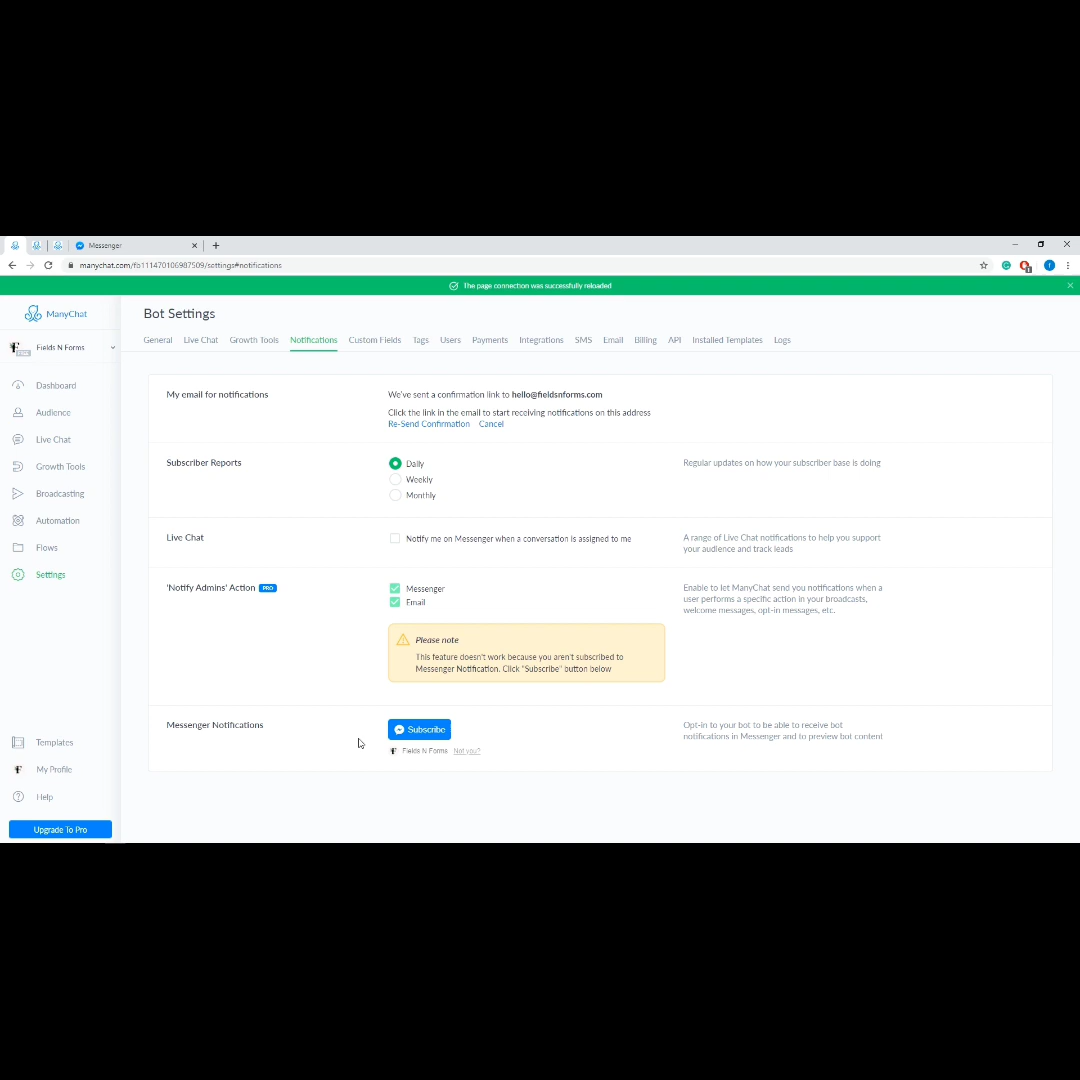 Messenger
manychat.com/fb111470106987509/settings#notifications
The page connection was successfully reloaded
ManyChat
Bot Settings
Fields N Forms
General Live Chat Growth Tools Notifications Custom Fields Tags Users Payments Integrations SMS Email Billing API Installed Templates Logs
Dashboard
Audience
Live Chat
Growth Tools
Broadcasting
Automation
Flows
Settings
Templates
My Profile
Help
Upgrade To Pro
My email for notifications
We've sent a confirmation link to hello@fieldsnforms.com
Click the link in the email to start receiving notifications on this address
Re-Send Confirmation Cancel
Subscriber Reports
Daily
Weekly
Monthly
Regular updates on how your subscriber base is doing
Live Chat
Notify me on Messenger when a conversation is assigned to me
A range of Live Chat notifications to help you support
your audience and track leads
'Notify Admins' Action PRO
Messenger
Email
Enable to let ManyChat send you notifications when a
user performs a specific action in your broadcasts,
welcome messages, opt-in messages, etc.
Please note
This feature doesn't work because you aren't subscribed to
Messenger Notification. Click "Subscribe" button below
Messenger Notifications
Subscribe
Fields N Forms Not you?
Opt-in to your bot to be able to receive bot
notifications in Messenger and to preview bot content